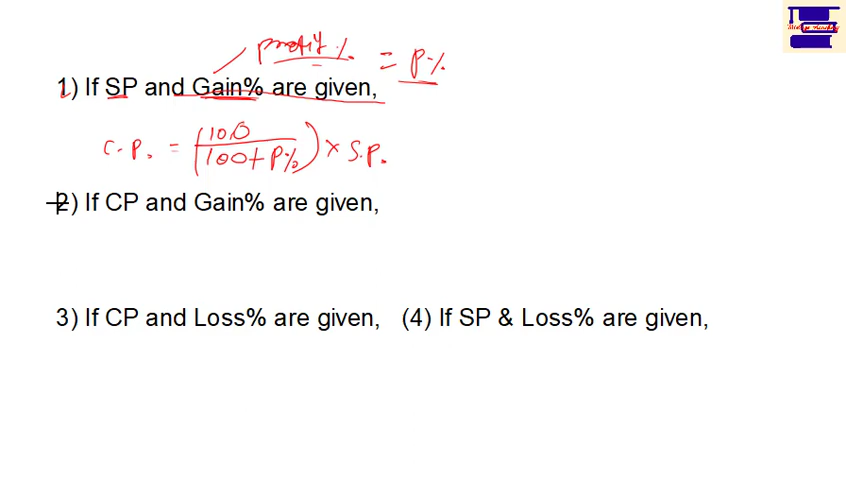 profit % = P%
1) If SP and Gain% are given,
C.P. = (100/100+P%) × S.P.
2) If CP and Gain% are given,
3) If CP and Loss% are given, (4) If SP & Loss% are given,